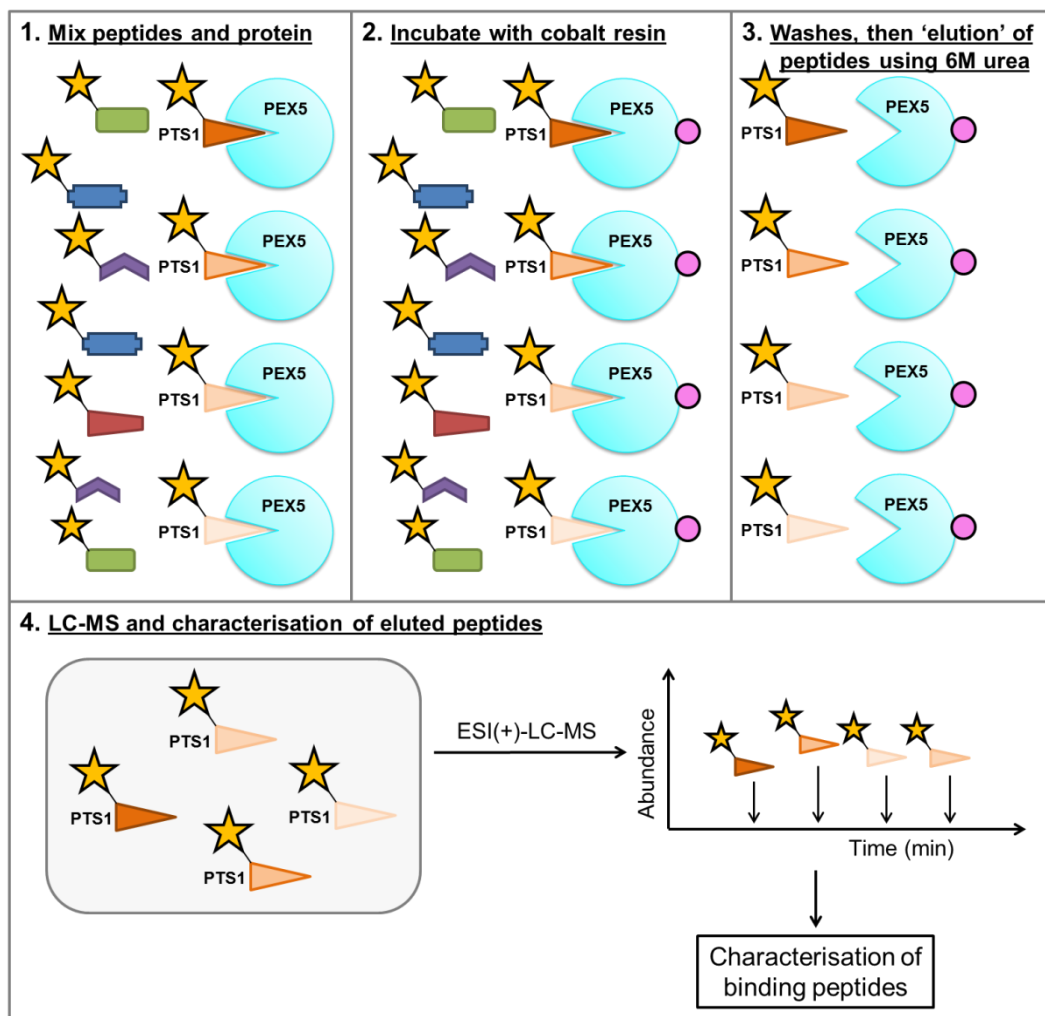 1. Mix peptides and protein
PTS1 PEX5
PTS1 PEX5
PTS1 PEX5
PTS1 PEX5
2. Incubate with cobalt resin
PTS1 PEX5
PTS1 PEX5
PTS1 PEX5
PTS1 PEX5
3. Washes, then ‘elution’ of
peptides using 6M urea
PTS1 PEX5
PTS1 PEX5
PTS1 PEX5
PTS1 PEX5
4. LC-MS and characterisation of eluted peptides
PTS1
PTS1
PTS1
PTS1
ESI(+)-LC-MS
Abundance
Time (min)
Characterisation of
binding peptides